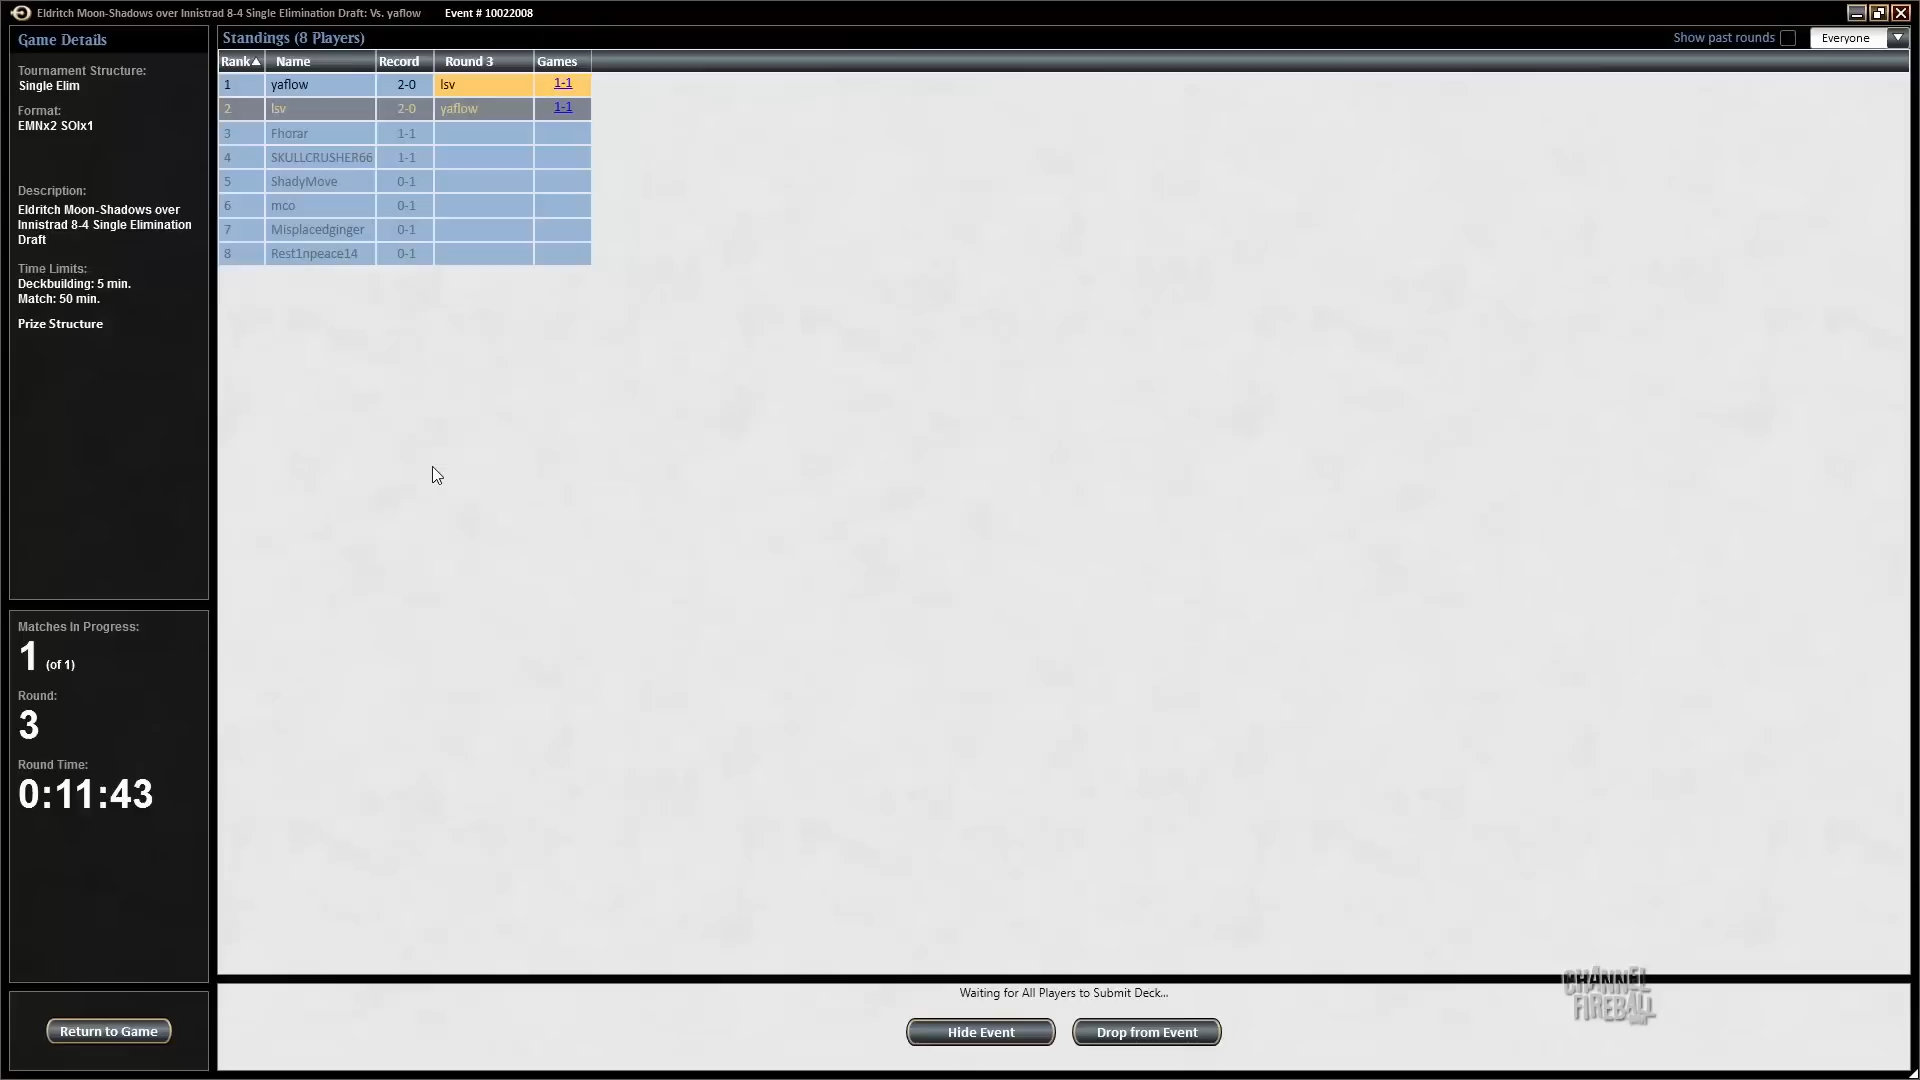 Eldritch Moon-Shadows over Innistrad 8-4 Single Elimination Draft: Vs. yaflow Event # 10022008
Game Details
Tournament Structure:
Single Elim
Format:
EMNx2 SOIx1
Description:
Eldritch Moon-Shadows over
Innistrad 8-4 Single Elimination
Draft
Time Limits:
Deckbuilding: 5 min.
Match: 50 min.
Prize Structure
Standings (8 Players)
Show past rounds Everyone
Rank Name Record Round 3 Games
1 yaflow 2-0 lsv 1-1
2 lsv 2-0 yaflow 1-1
3 Fhorar 1-1
4 SKULLCRUSHER66 1-1
5 ShadyMove 0-1
6 mco 0-1
7 Misplacedginger 0-1
8 Rest1npeace14 0-1
Matches In Progress:
1 (of 1)
Round:
3
Round Time:
0:11:43
Return to Game
Waiting for All Players to Submit Deck...
Hide Event Drop from Event
CHANNEL
FIREBALL